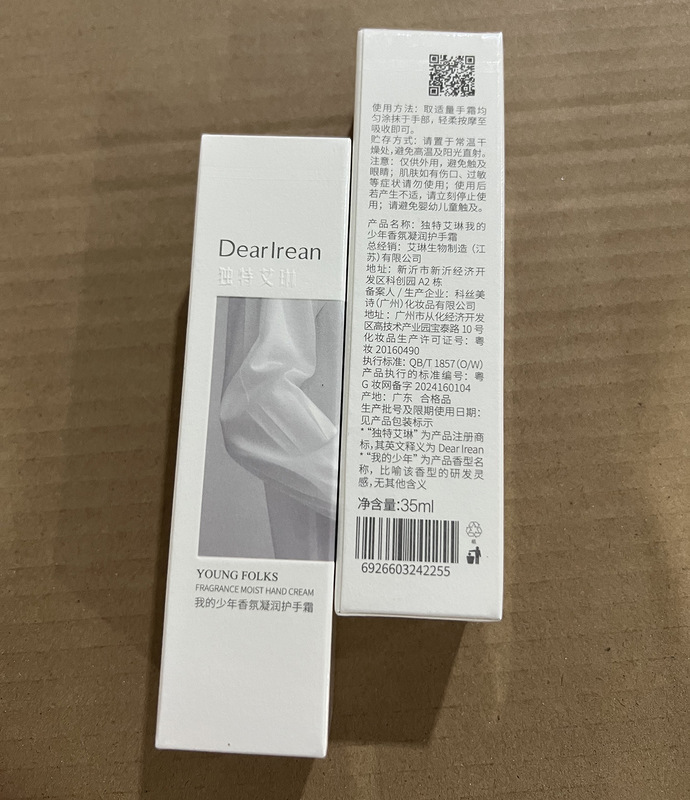 DearIrean
独特艾琳
YOUNG FOLKS
FRAGRANCE MOIST HAND CREAM
我的少年香氛凝润护手霜
使用方法：取适量手霜均
匀涂抹于手部，轻柔按摩至
吸收即可。
贮存方式：请置于常温干
燥处,避免高温及阳光直射。
注意：仅供外用，避免触及
眼睛；肌肤如有伤口、过敏
等症状请勿使用；使用后
若产生不适，请立刻停止使
用；请避免婴幼儿童触及。
产品名称：独特艾琳我的
少年香氛凝润护手霜
总经销：艾琳生物制造（江
苏）有限公司
地址：新沂市新沂经济开
发区科创园 A2 栋
备案人 / 生产企业：科丝美
诗(广州)化妆品有限公司
地址：广州市从化经济开发
区高技术产业园宝泰路 10 号
化妆品生产许可证号：粤
妆 20160490
执行标准：QB/T 1857（O/W）
产品执行的标准编号：粤
G 妆网备字 2024160104
产地：广东 合格品
生产批号及限期使用日期：
见产品包装标示
*“独特艾琳”为产品注册商
标,其英文释义为 Dear Irean
*“我的少年”为产品香型名
称，比喻该香型的研发灵
感,无其他含义
净含量:35ml
6926603242255